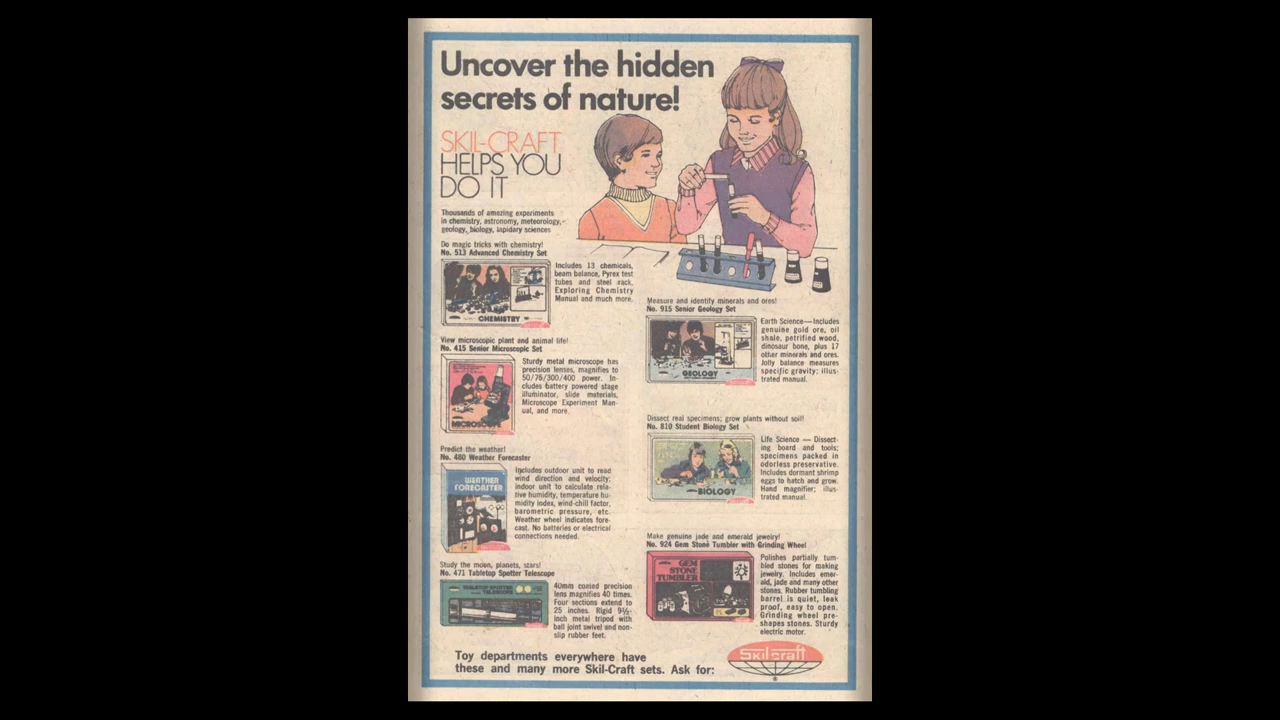 Uncover the hidden
secrets of nature!
SKIL-CRAFT
HELPS YOU
DO IT
Thousands of amazing experiments
in chemistry, astronomy, meteorology,
geology, biology, lapidary sciences
Do magic tricks with chemistry!
No. 513 Advanced Chemistry Set
CHEMISTRY
Includes 13 chemicals,
beam balance, Pyrex test
tubes and steel rack,
Exploring Chemistry
Manual and much more.
View microscopic plant and animal life!
No. 415 Senior Microscopic Set
MICROSCOPE
Sturdy metal microscope has
precision lenses, magnifies to
50/75/300/400 power. In-
cludes battery powered stage
illuminator, slide materials,
Microscope Experiment Man-
ual, and more.
Predict the weather!
No. 480 Weather Forecaster
WEATHER
FORECASTER
Includes outdoor unit to read
wind direction and velocity;
indoor unit to calculate rela-
tive humidity, temperature hu-
midity index, wind-chill factor,
barometric pressure, etc.
Weather wheel indicates fore-
cast. No batteries or electrical
connections needed.
Study the moon, planets, stars!
No. 471 Tabletop Spotter Telescope
TABLETOP SPOTTER
TELESCOPE
40mm coated precision
lens magnifies 40 times.
Four sections extend to
25 inches. Rigid 9½-
inch metal tripod with
ball joint swivel and non-
slip rubber feet.
Measure and identify minerals and ores!
No. 915 Senior Geology Set
GEOLOGY
Earth Science—Includes
genuine gold ore, oil
shale, petrified wood,
dinosaur bone, plus 17
other minerals and ores.
Jolly balance measures
specific gravity; illus-
trated manual.
Dissect real specimens; grow plants without soil!
No. 810 Student Biology Set
BIOLOGY
Life Science — Dissect-
ing board and tools;
specimens packed in
odorless preservative.
Includes dormant shrimp
eggs to hatch and grow.
Hand magnifier; illus-
trated manual.
Make genuine jade and emerald jewelry!
No. 924 Gem Stone Tumbler with Grinding Wheel
GEM
STONE
TUMBLER
Polishes partially tum-
bled stones for making
jewelry. Includes emer-
ald, jade and many other
stones. Rubber tumbling
barrel is quiet, leak
proof, easy to open.
Grinding wheel pre-
shapes stones. Sturdy
electric motor.
Toy departments everywhere have
these and many more Skil-Craft sets. Ask for:
Skilcraft
®